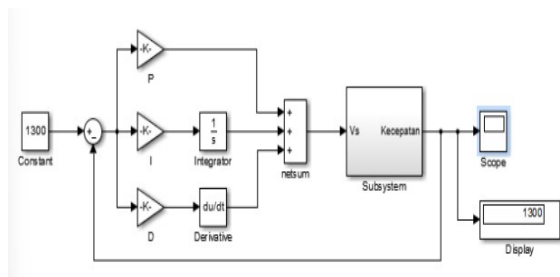 -K-
P
1300
Constant
+
−
-K-
I
1
s
Integrator
+
+
+
netsum
Vs Kecepatan
Subsystem
Scope
-K-
D
du/dt
Derivative
1300
Display